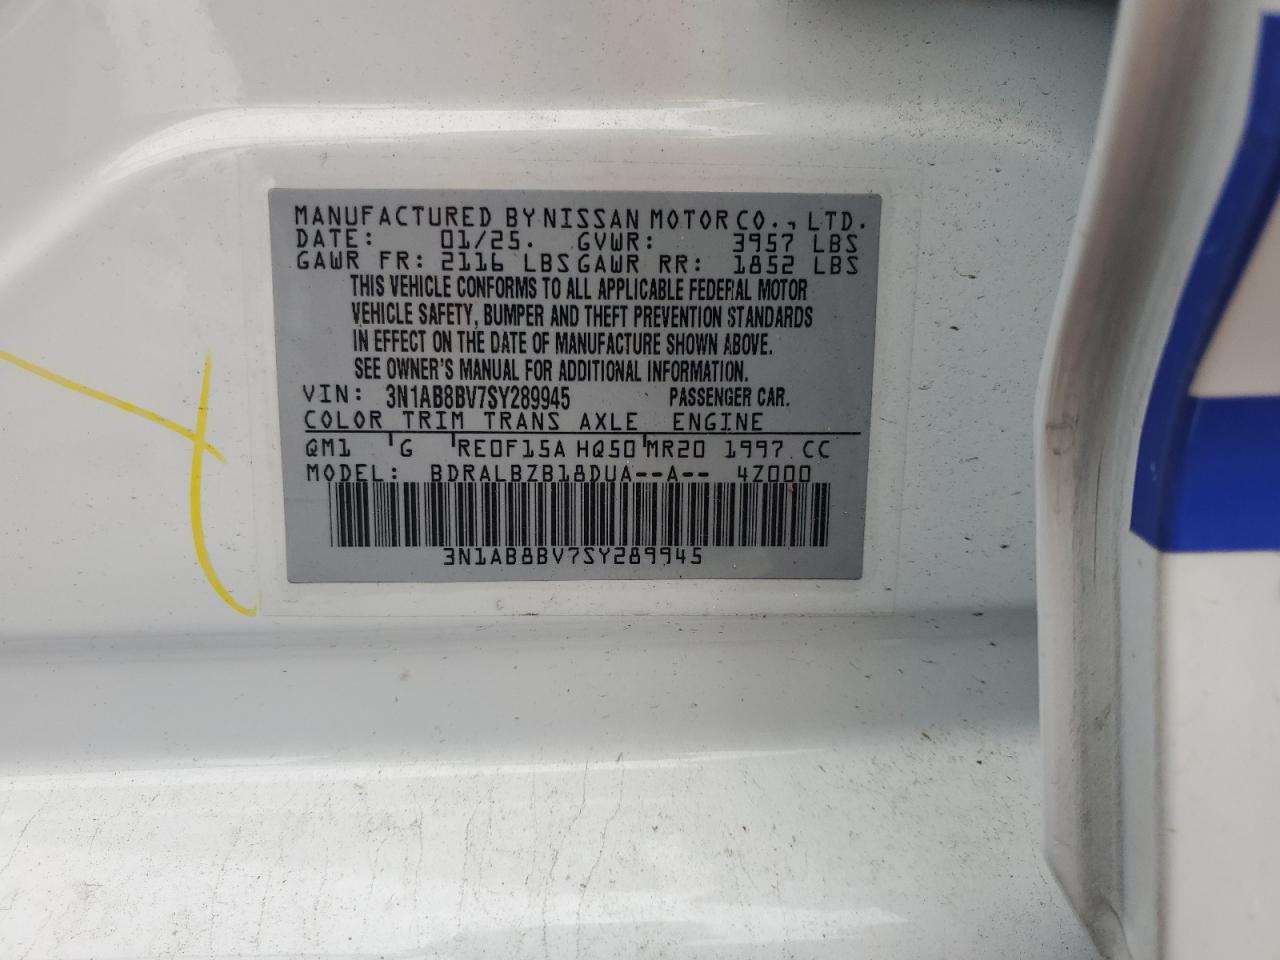 MANUFACTURED BY NISSAN MOTOR CO., LTD.
DATE: 01/25. GVWR: 3957 LBS
GAWR FR: 2116 LBS GAWR RR: 1852 LBS
THIS VEHICLE CONFORMS TO ALL APPLICABLE FEDERAL MOTOR
VEHICLE SAFETY, BUMPER AND THEFT PREVENTION STANDARDS
IN EFFECT ON THE DATE OF MANUFACTURE SHOWN ABOVE.
SEE OWNER'S MANUAL FOR ADDITIONAL INFORMATION.
VIN: 3N1AB8BV7SY289945 PASSENGER CAR.
COLOR TRIM TRANS AXLE ENGINE
QM1 G RE0F15A HQ50 MR20 1997 CC
MODEL: BDRALBZB18DUA--A-- 4Z000
3N1AB8BV7SY289945